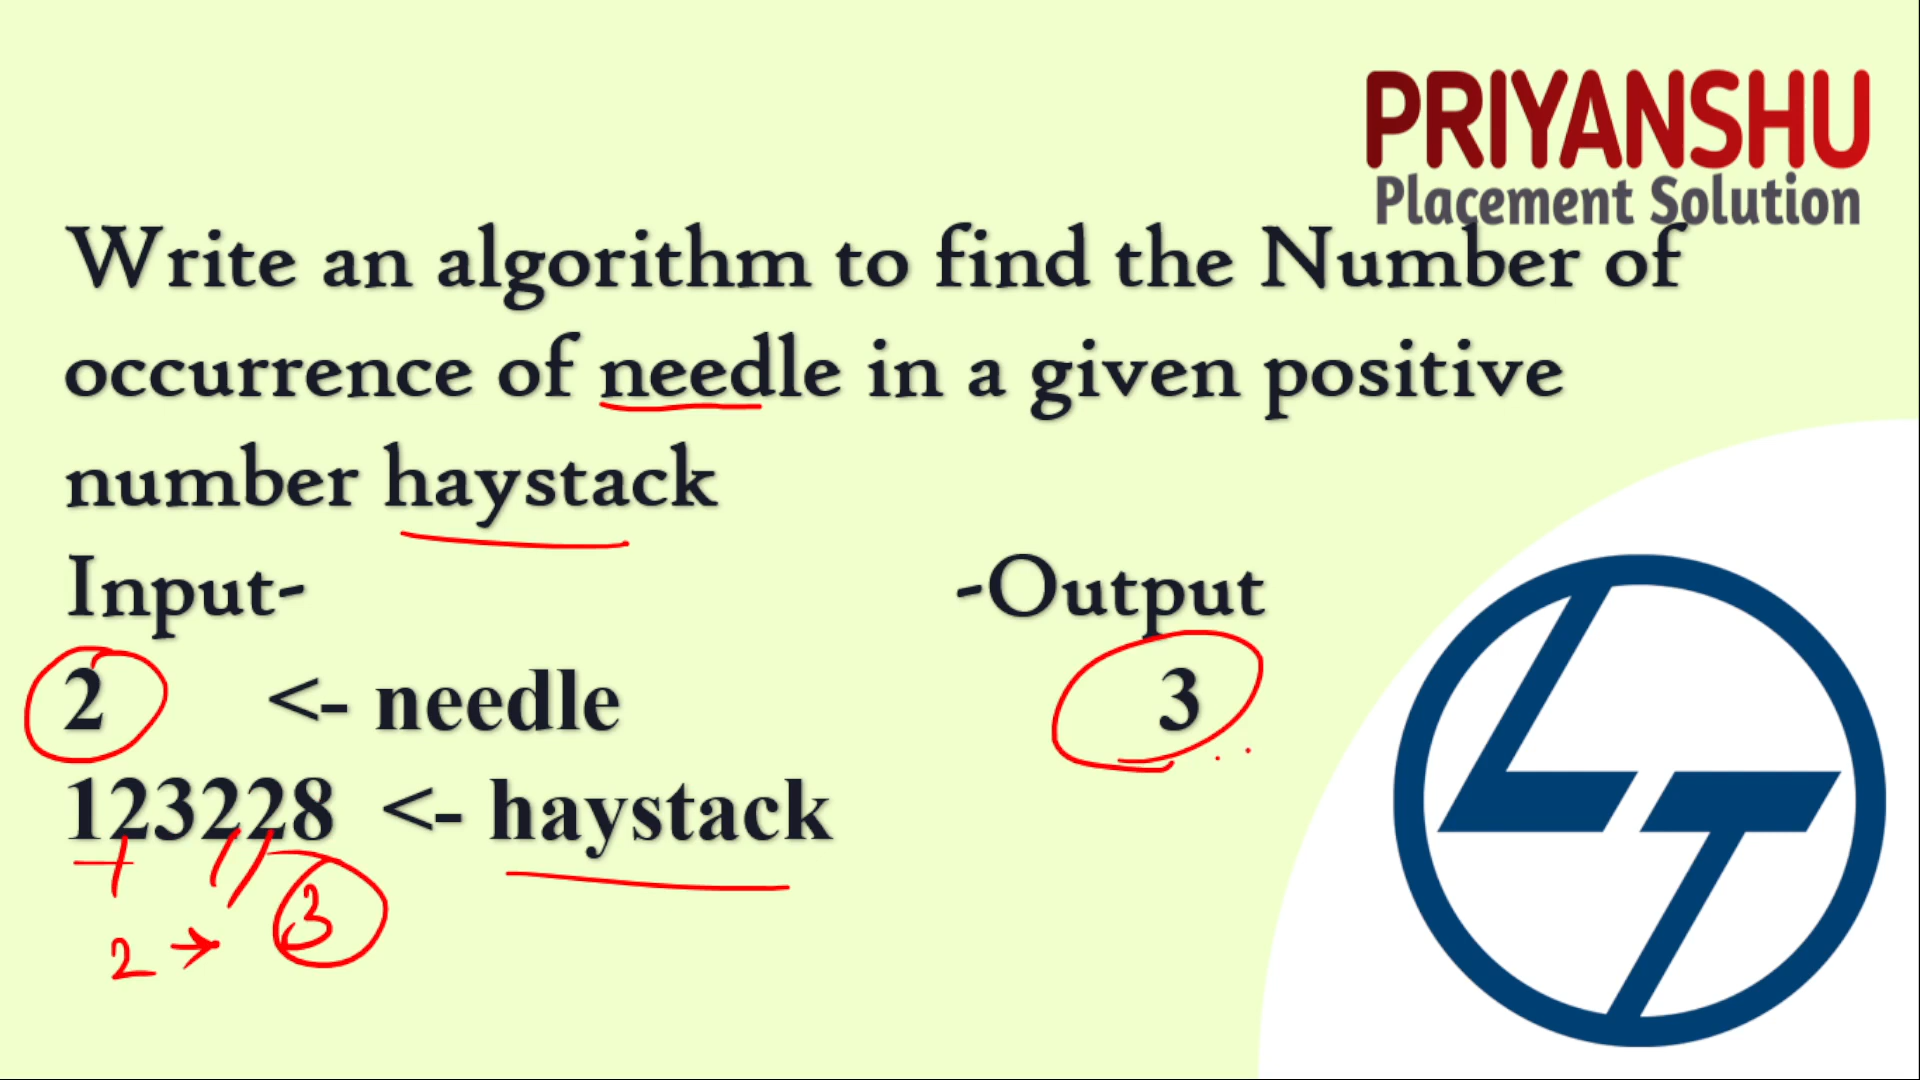 PRIYANSHU
Placement Solution
Write an algorithm to find the Number of
occurrence of needle in a given positive
number haystack
Input- -Output
2 <- needle 3
123228 <- haystack
2 → 3
LT